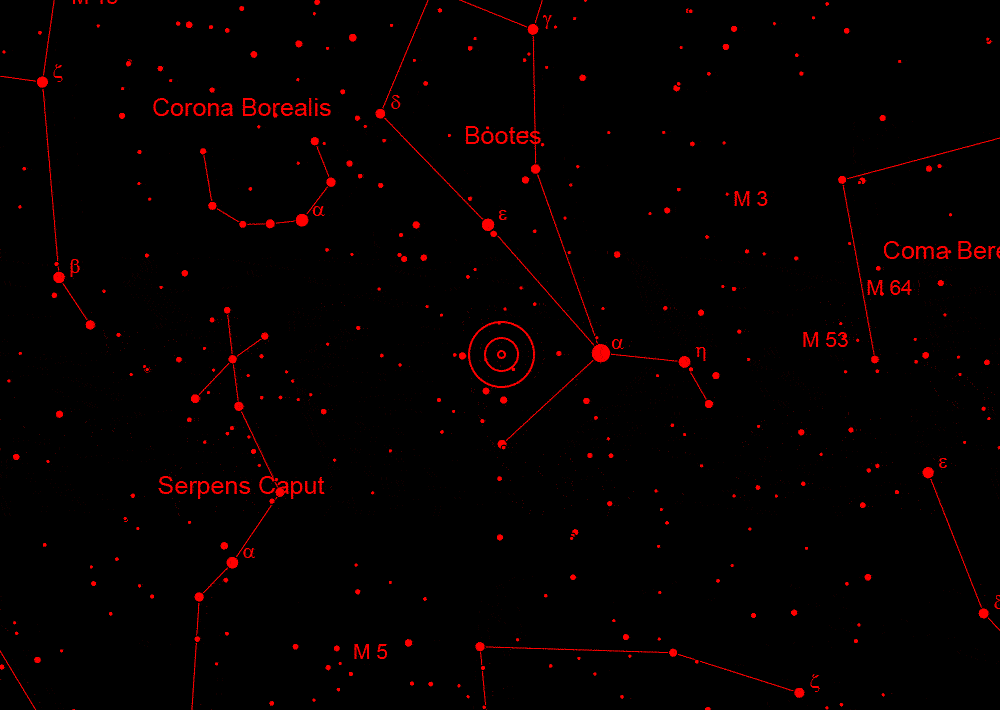 γ
ζ
δ
Corona Borealis
Bootes
M 3
α
ε
β
Coma Bere
M 64
M 53
α
η
ε
Serpens Caput
α
M 5
ζ